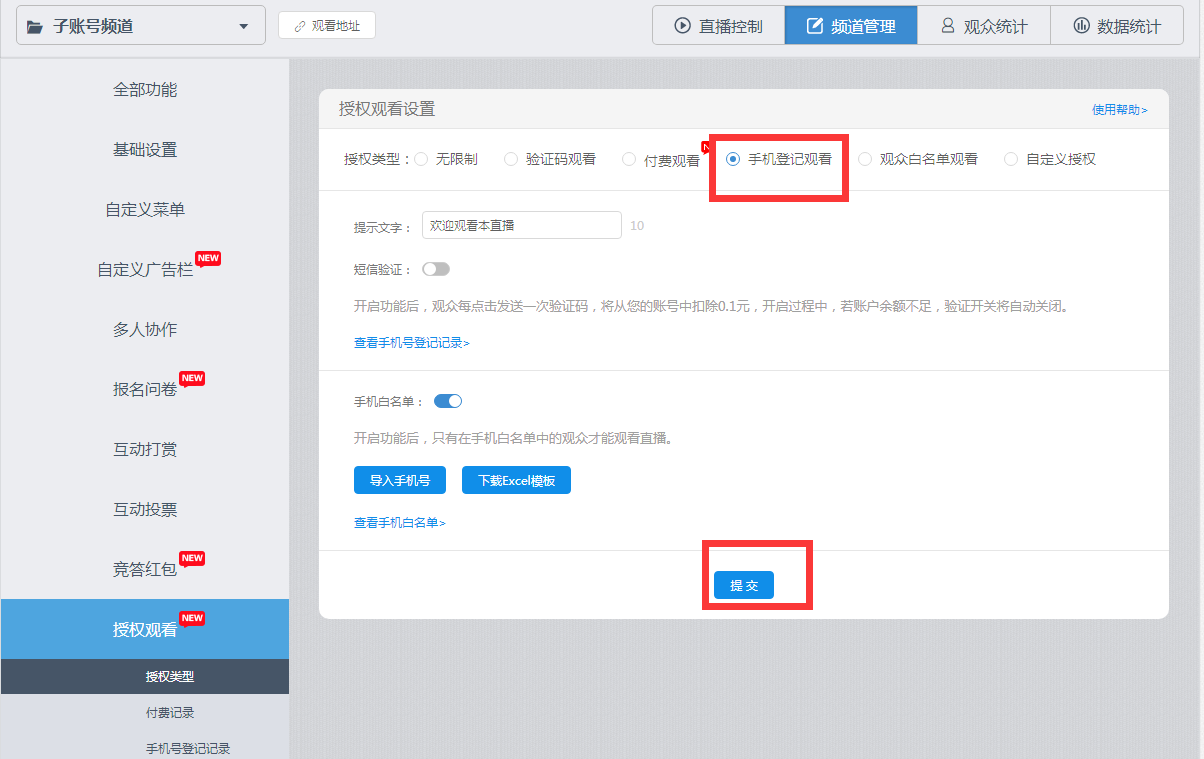 子账号频道
观看地址
直播控制
频道管理
观众统计
数据统计
全部功能
基础设置
自定义菜单
自定义广告栏 NEW
多人协作
报名问卷 NEW
互动打赏
互动投票
竞答红包 NEW
授权观看 NEW
授权类型
付费记录
手机号登记记录
授权观看设置
使用帮助>
授权类型：
无限制
验证码观看
付费观看
手机登记观看
观众白名单观看
自定义授权
提示文字：
欢迎观看本直播
10
短信验证：
开启功能后，观众每点击发送一次验证码，将从您的账号中扣除0.1元，开启过程中，若账户余额不足，验证开关将自动关闭。
查看手机号登记记录>
手机白名单：
开启功能后，只有在手机白名单中的观众才能观看直播。
导入手机号
下载Excel模板
查看手机白名单>
提 交